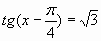 tg(x − π/4) = √3